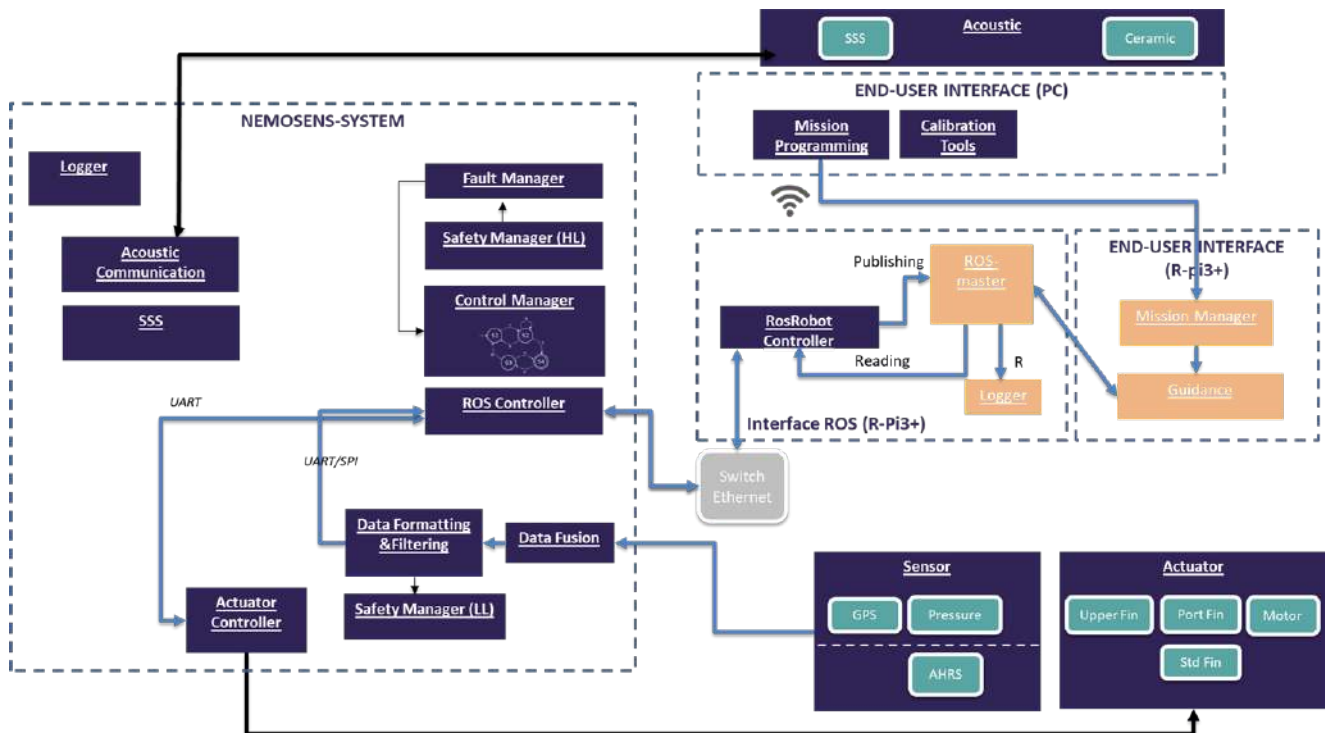 Acoustic
SSS
Ceramic
END-USER INTERFACE (PC)
Mission
Programming
Calibration
Tools
NEMOSENS-SYSTEM
Logger
Fault Manager
Safety Manager (HL)
Acoustic
Communication
SSS
Control Manager
ROS Controller
UART
UART/SPI
Data Formatting
&Filtering
Data Fusion
Safety Manager (LL)
Actuator
Controller
Publishing
ROS-
master
RosRobot
Controller
Reading
R
Logger
Interface ROS (R-Pi3+)
END-USER INTERFACE
(R-pi3+)
Mission Manager
Guidance
Switch
Ethernet
Sensor
GPS
Pressure
AHRS
Actuator
Upper Fin
Port Fin
Motor
Std Fin